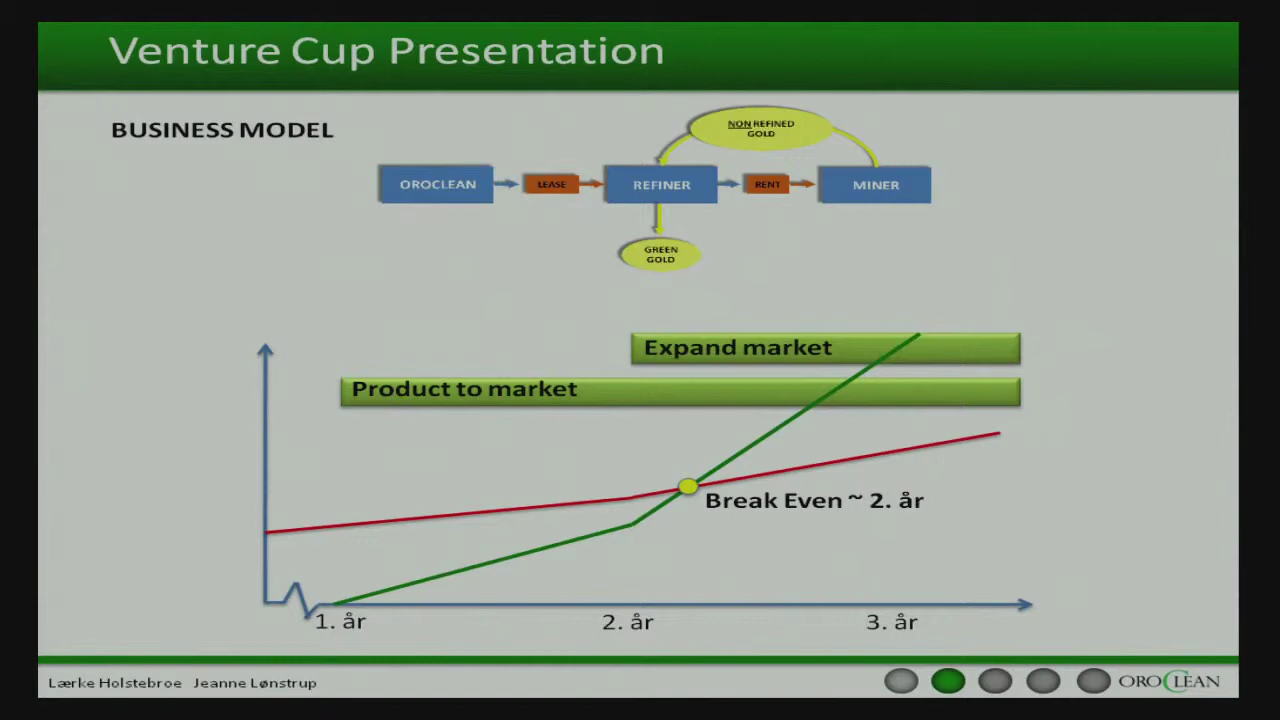 Venture Cup Presentation
BUSINESS MODEL
NON REFINED
GOLD
OROCLEAN
LEASE
REFINER
RENT
MINER
GREEN
GOLD
Expand market
Product to market
Break Even ~ 2. år
1. år
2. år
3. år
Lærke Holstebroe Jeanne Lønstrup
OROCLEAN